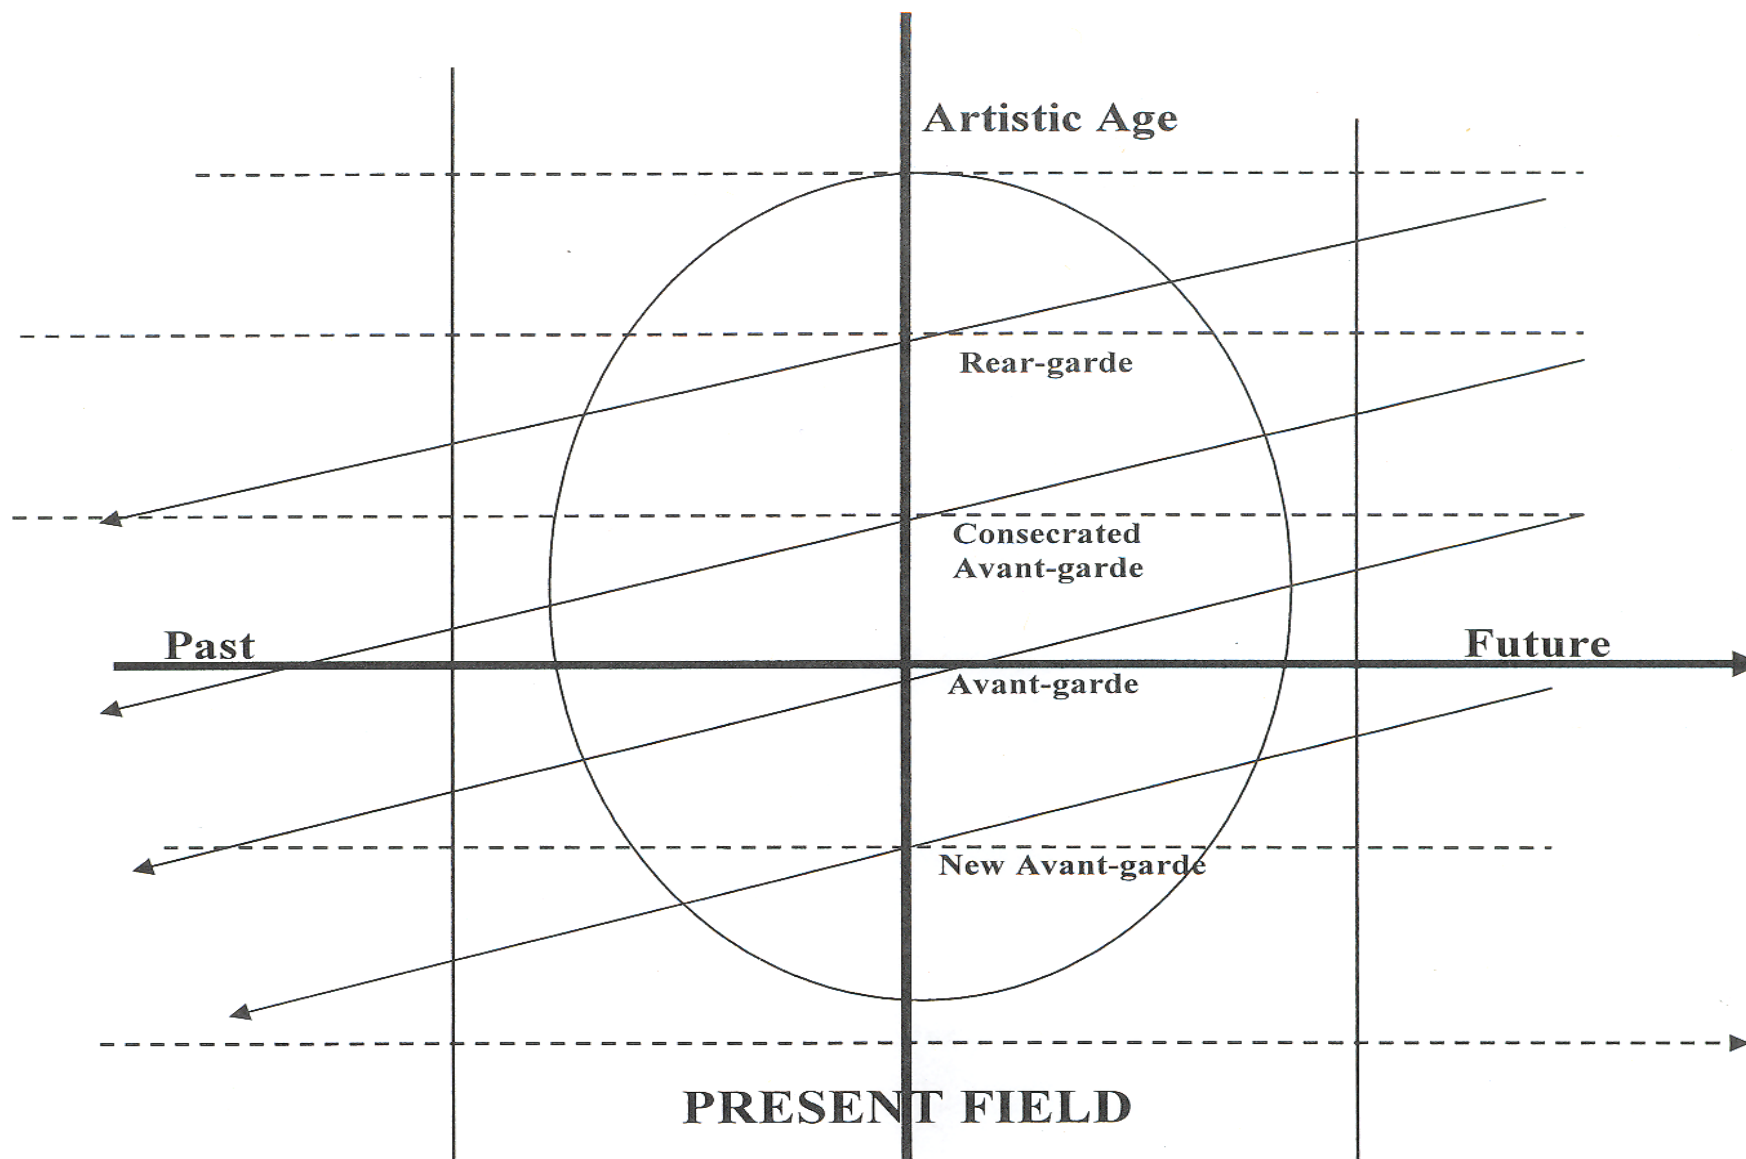 Artistic Age
Rear-garde
Consecrated
Avant-garde
Past
Future
Avant-garde
New Avant-garde
PRESENT FIELD